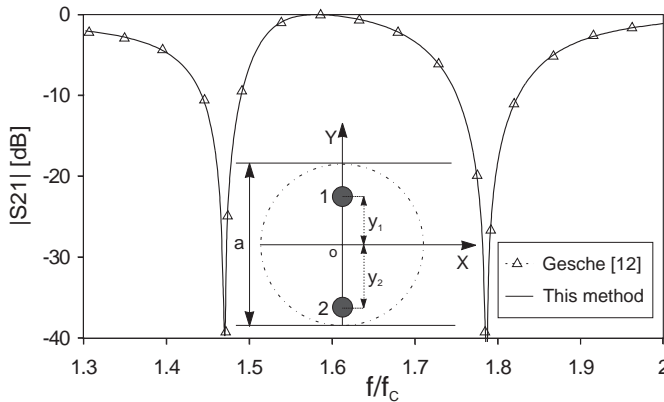 |S21| [dB]
0
-10
-20
-30
-40
1.3 1.4 1.5 1.6 1.7 1.8 1.9 2
f/fC
Y
1
y1
a
o
X
y2
2
Gesche [12]
This method